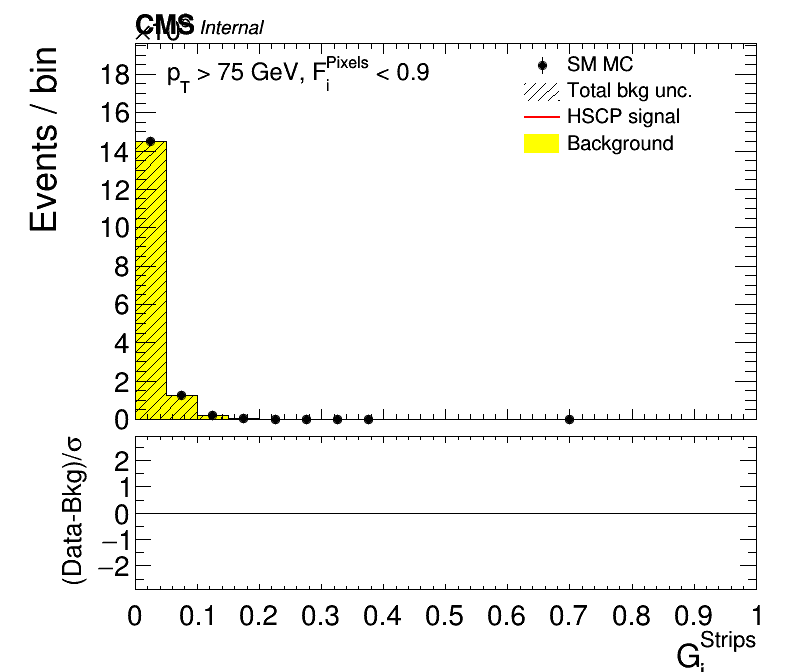 CMS Internal
Events / bin
p_T > 75 GeV, F_i^Pixels < 0.9
SM MC
Total bkg unc.
HSCP signal
Background
18
16
14
12
10
8
6
4
2
0
(Data-Bkg)/σ
2
1
0
−1
−2
0 0.1 0.2 0.3 0.4 0.5 0.6 0.7 0.8 0.9 1
G_i^Strips